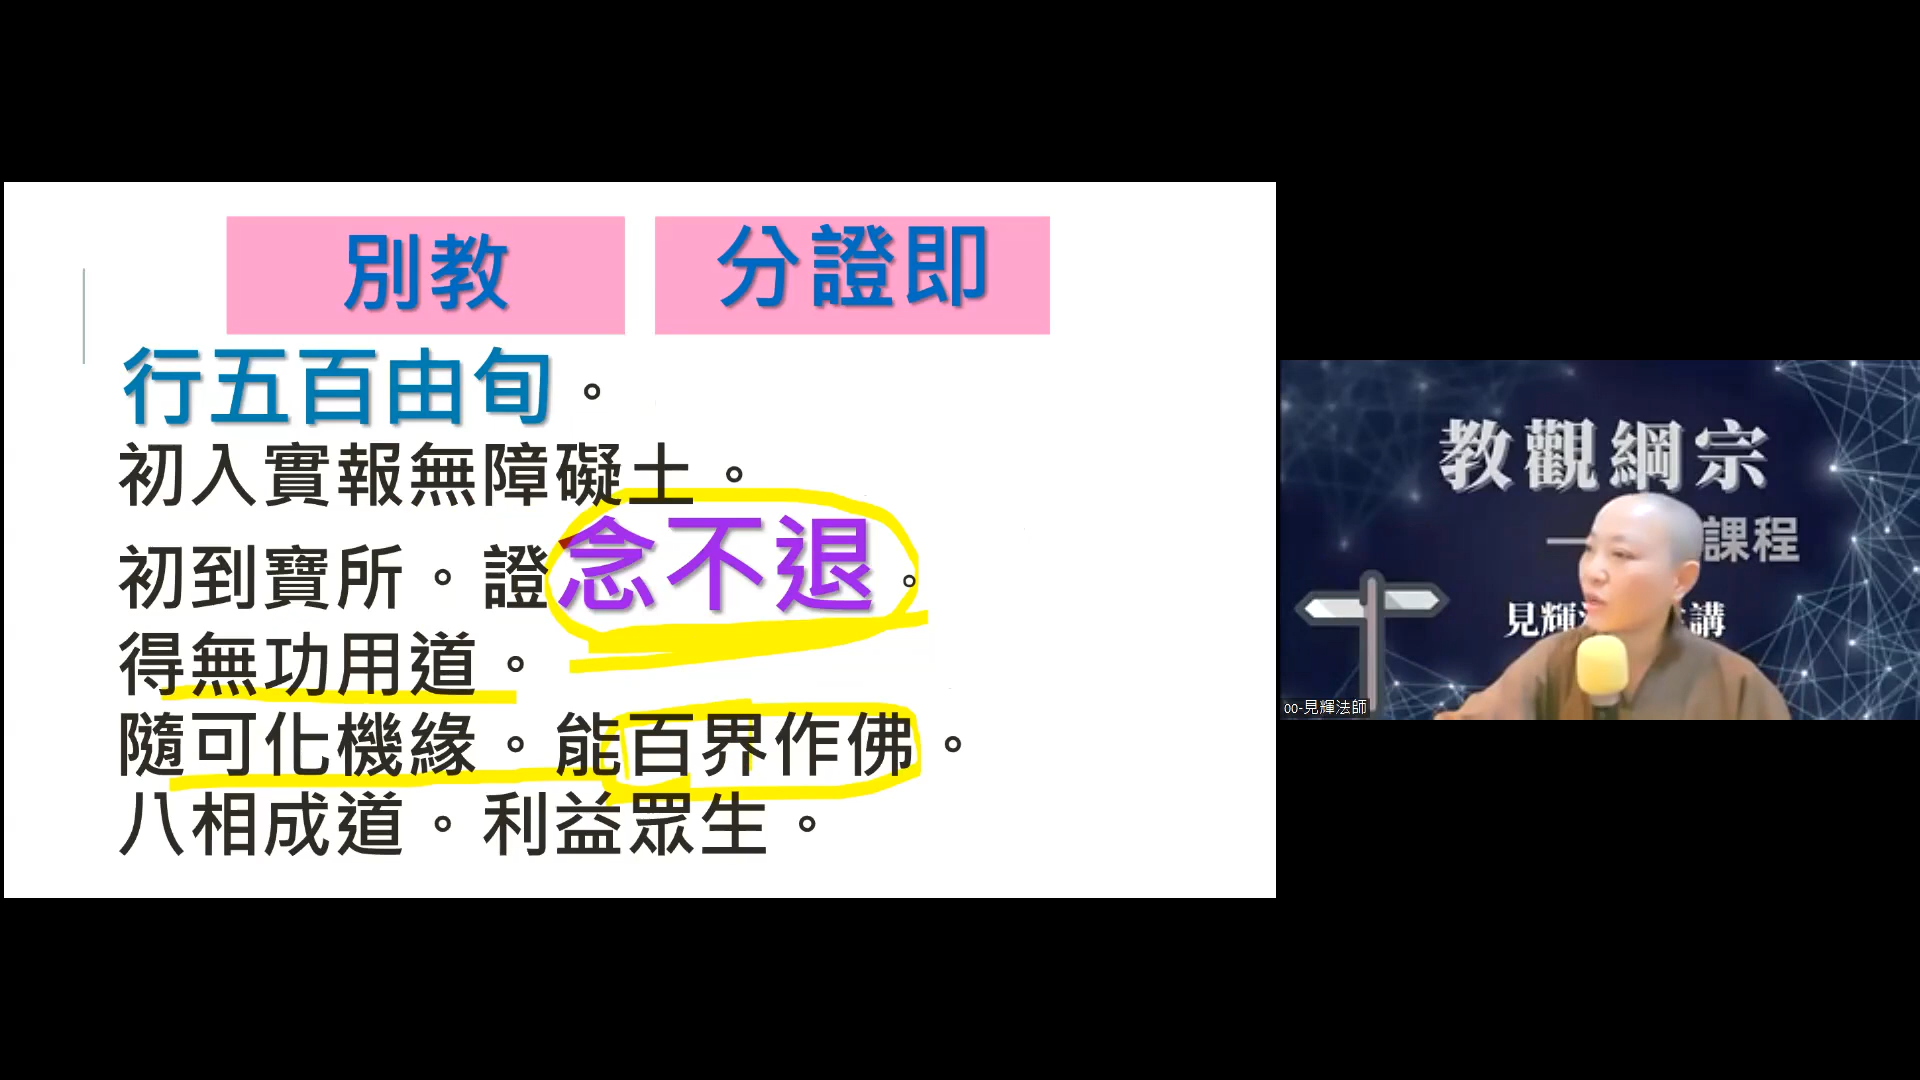 別教 分證即
行五百由旬。
初入實報無障礙土。
初到寶所。證念不退。
得無功用道。
隨可化機緣。能百界作佛。
八相成道。利益眾生。
教觀綱宗
課程
見輝 講
oo-見輝法師